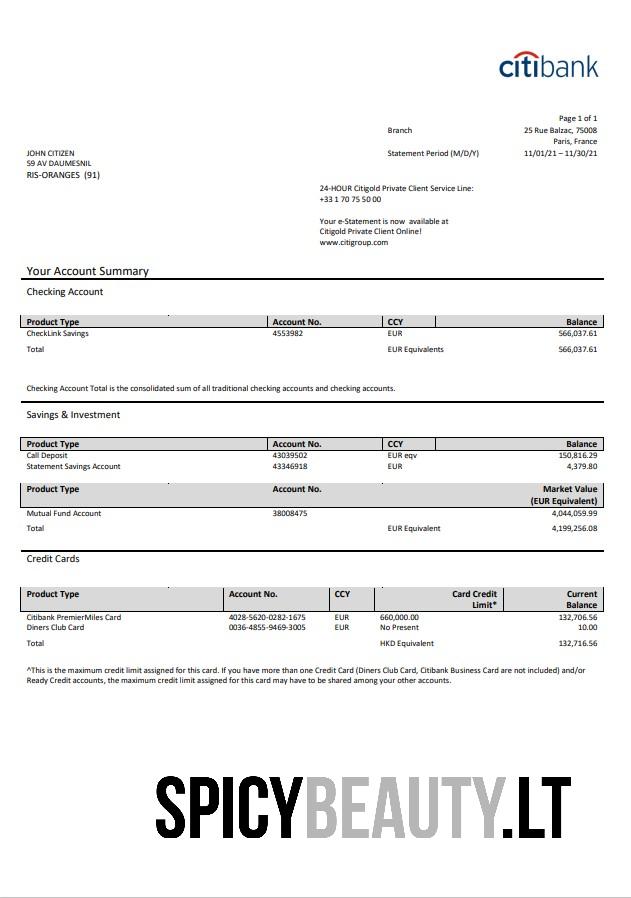 citibank
Page 1 of 1
Branch 25 Rue Balzac, 75008
Paris, France
JOHN CITIZEN Statement Period (M/D/Y) 11/01/21 – 11/30/21
59 AV DAUMESNIL
RIS-ORANGES (91)
24-HOUR Citigold Private Client Service Line:
+33 1 70 75 50 00
Your e-Statement is now available at
Citigold Private Client Online!
www.citigroup.com
Your Account Summary
Checking Account
Product Type Account No. CCY Balance
CheckLink Savings 4553982 EUR 566,037.61
Total EUR Equivalents 566,037.61
Checking Account Total is the consolidated sum of all traditional checking accounts and checking accounts.
Savings & Investment
Product Type Account No. CCY Balance
Call Deposit 43039502 EUR eqv 150,816.29
Statement Savings Account 43346918 EUR 4,379.80
Product Type Account No. Market Value
(EUR Equivalent)
Mutual Fund Account 38008475 4,044,059.99
Total EUR Equivalent 4,199,256.08
Credit Cards
Product Type Account No. CCY Card Credit Current
Limit* Balance
Citibank PremierMiles Card 4028-5620-0282-1675 EUR 660,000.00 132,706.56
Diners Club Card 0036-4855-9469-3005 EUR No Present 10.00
Total HKD Equivalent 132,716.56
^This is the maximum credit limit assigned for this card. If you have more than one Credit Card (Diners Club Card, Citibank Business Card are not included) and/or
Ready Credit accounts, the maximum credit limit assigned for this card may have to be shared among your other accounts.
SPICYBEAUTY.LT